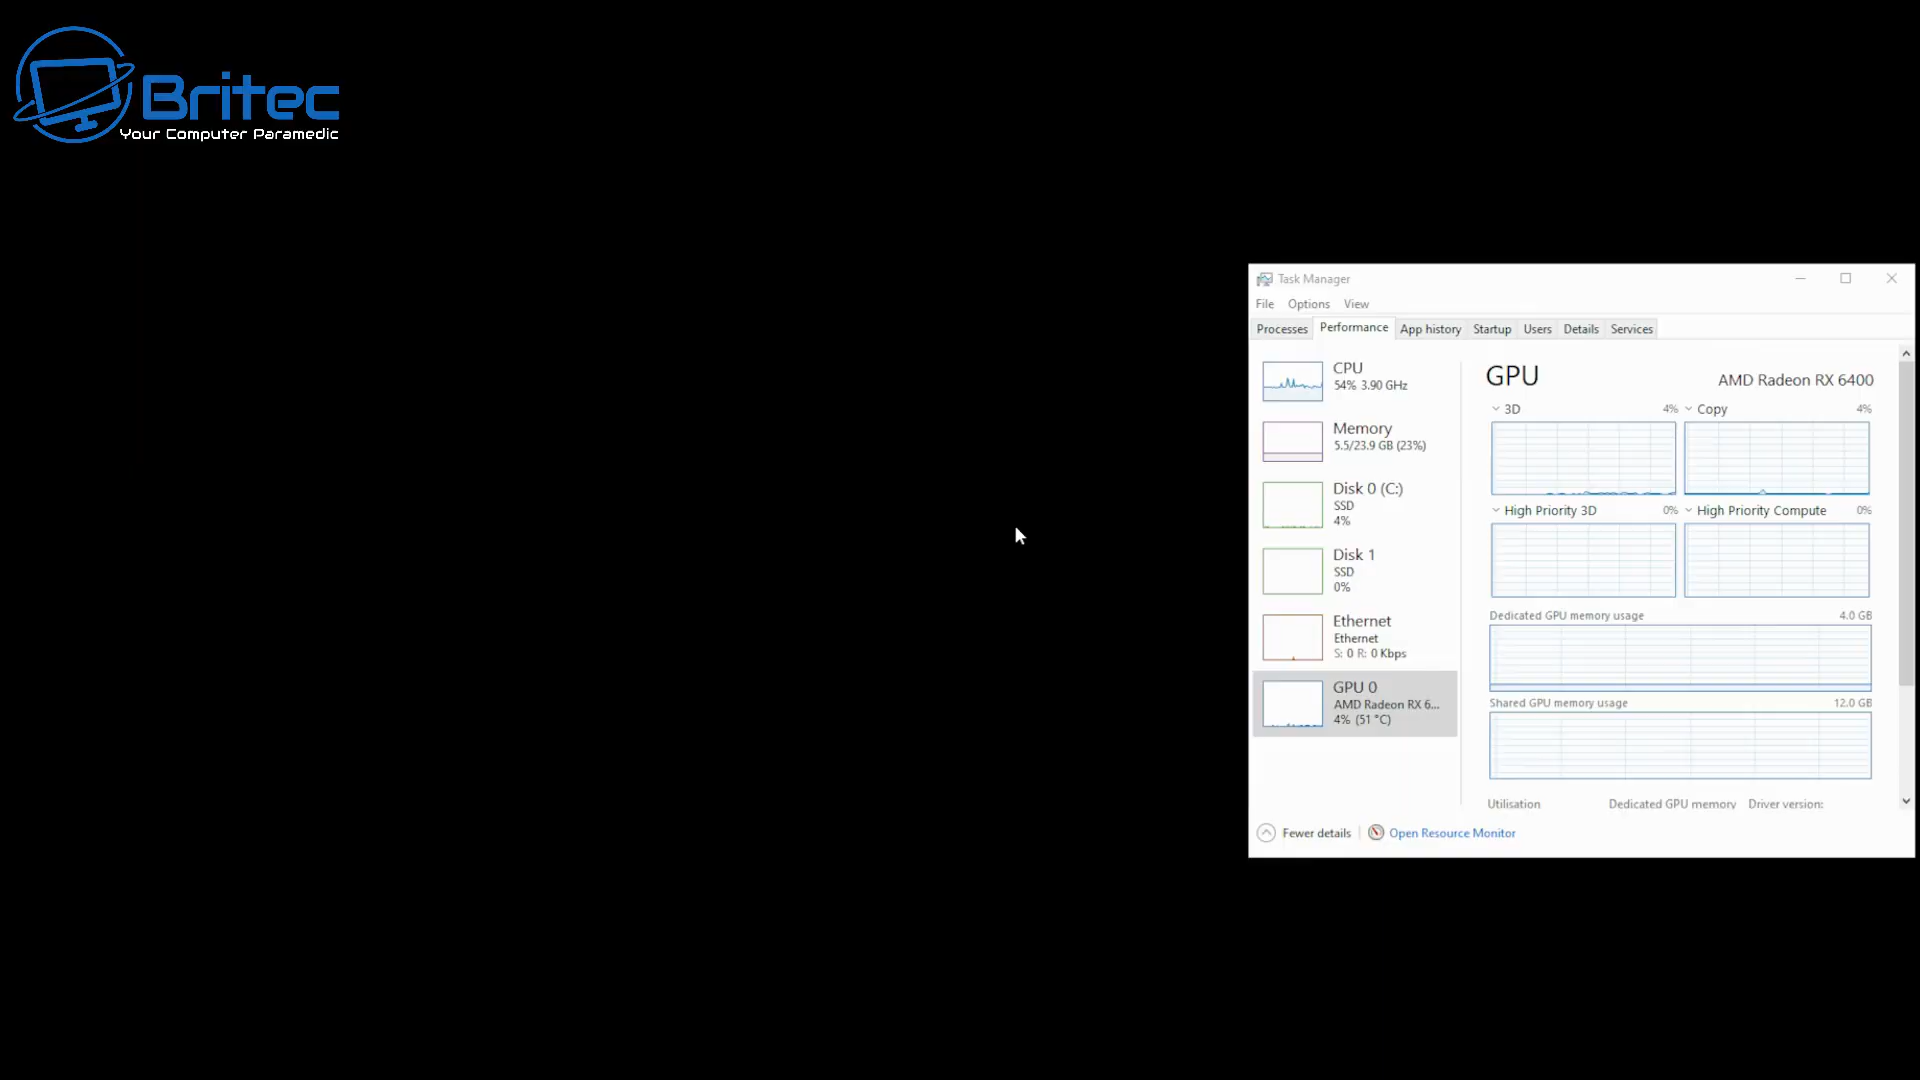 Britec
Your Computer Paramedic
Task Manager
File Options View
Processes Performance App history Startup Users Details Services
CPU
54% 3.90 GHz
Memory
5.5/23.9 GB (23%)
Disk 0 (C:)
SSD
4%
Disk 1
SSD
0%
Ethernet
Ethernet
S: 0 R: 0 Kbps
GPU 0
AMD Radeon RX 6...
4% (51 °C)
GPU AMD Radeon RX 6400
3D 4% Copy 4%
High Priority 3D 0% High Priority Compute 0%
Dedicated GPU memory usage 4.0 GB
Shared GPU memory usage 12.0 GB
Utilisation Dedicated GPU memory Driver version:
Fewer details Open Resource Monitor